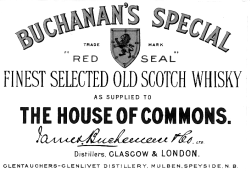 BUCHANAN'S SPECIAL
TRADE MARK
"RED SEAL"
FINEST SELECTED OLD SCOTCH WHISKY
AS SUPPLIED TO
THE HOUSE OF COMMONS.
James Buchanan & Co. LTD
Distillers, GLASGOW & LONDON.
GLENTAUCHERS-GLENLIVET DISTILLERY, MULBEN, SPEYSIDE, N.B.